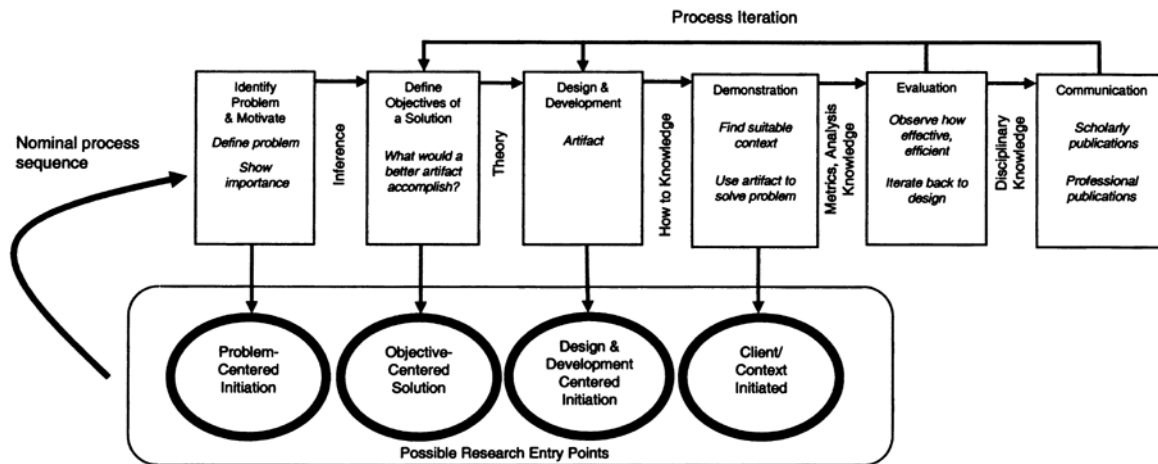 Process Iteration
Nominal process
sequence
Identify
Problem
& Motivate
Define problem
Show
importance
Inference
Define
Objectives of
a Solution
What would a
better artifact
accomplish?
Theory
Design &
Development
Artifact
How to Knowledge
Demonstration
Find suitable
context
Use artifact to
solve problem
Metrics, Analysis
Knowledge
Evaluation
Observe how
effective,
efficient
Iterate back to
design
Disciplinary
Knowledge
Communication
Scholarly
publications
Professional
publications
Problem-
Centered
Initiation
Objective-
Centered
Solution
Design &
Development
Centered
Initiation
Client/
Context
Initiated
Possible Research Entry Points